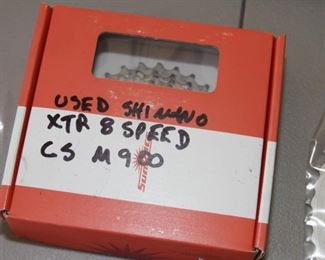 USED SHIMANO
XTR 8 SPEED
CS M900